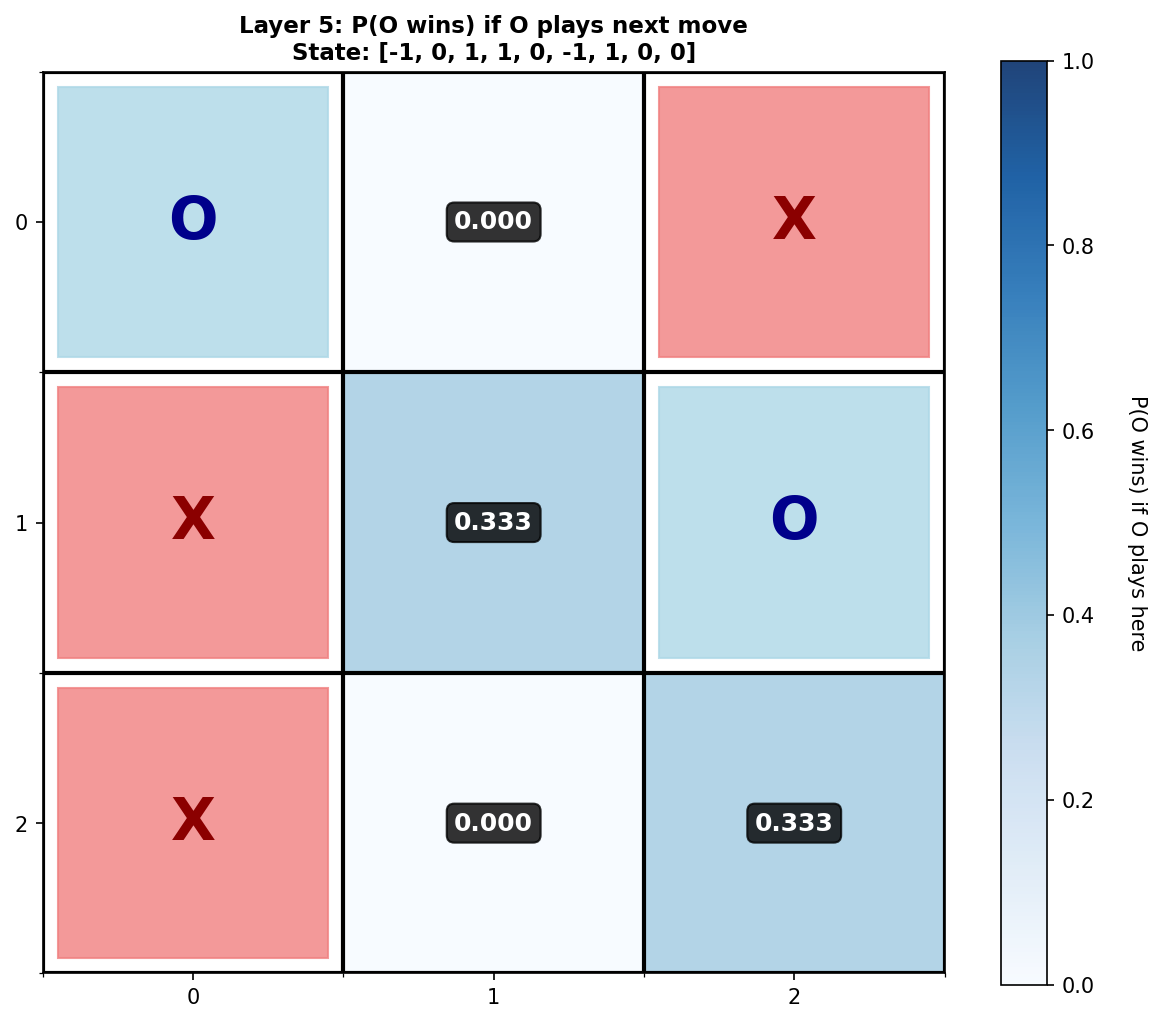 Layer 5: P(O wins) if O plays next move
State: [-1, 0, 1, 1, 0, -1, 1, 0, 0]
O
0.000
X
X
0.333
O
X
0.000
0.333
0
1
2
0
1
2
1.0
0.8
0.6
0.4
0.2
0.0
P(O wins) if O plays here